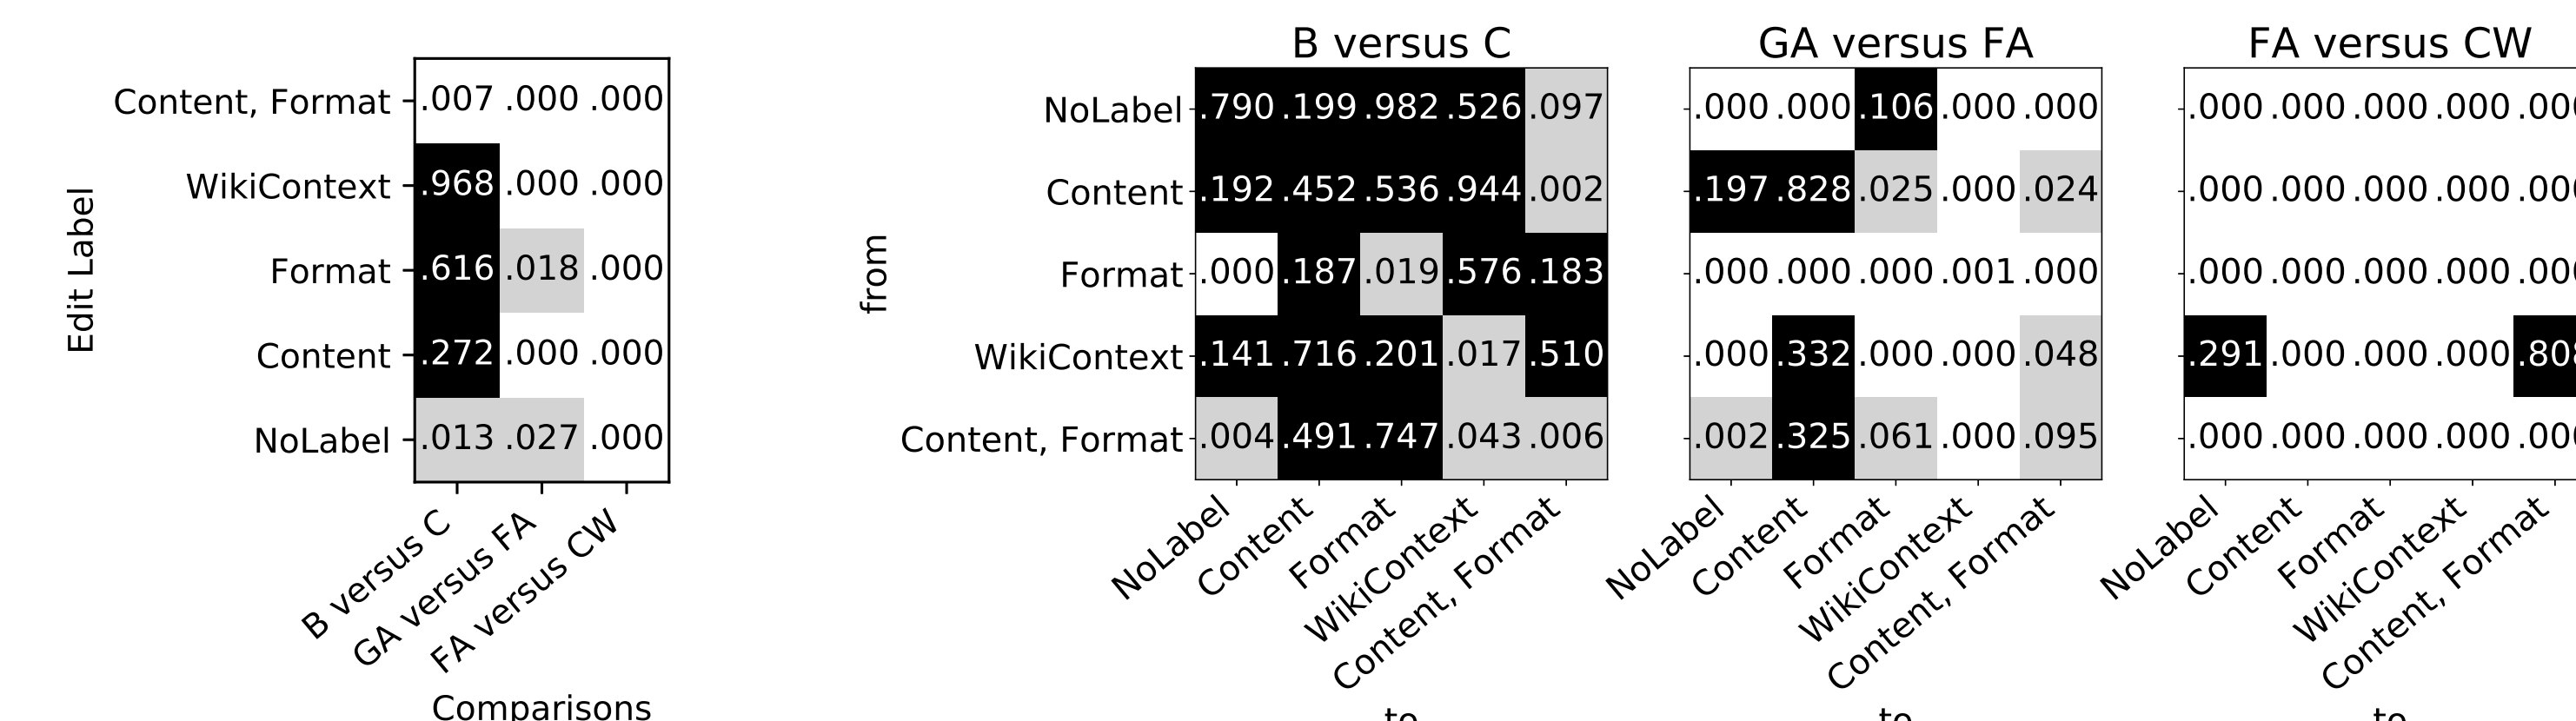 Edit Label
Content, Format .007 .000 .000
WikiContext .968 .000 .000
Format .616 .018 .000
Content .272 .000 .000
NoLabel .013 .027 .000
B versus C
GA versus FA
FA versus CW
Comparisons
from
B versus C
NoLabel .790 .199 .982 .526 .097
Content .192 .452 .536 .944 .002
Format .000 .187 .019 .576 .183
WikiContext .141 .716 .201 .017 .510
Content, Format .004 .491 .747 .043 .006
NoLabel
Content
Format
WikiContext
Content, Format
to
GA versus FA
.000 .000 .106 .000 .000
.197 .828 .025 .000 .024
.000 .000 .000 .001 .000
.000 .332 .000 .000 .048
.002 .325 .061 .000 .095
NoLabel
Content
Format
WikiContext
Content, Format
to
FA versus CW
.000 .000 .000 .000
.000 .000 .000 .000
.000 .000 .000 .000
.291 .000 .000 .000
.000 .000 .000 .000
NoLabel
Content
Format
WikiContext
Content, Format
to